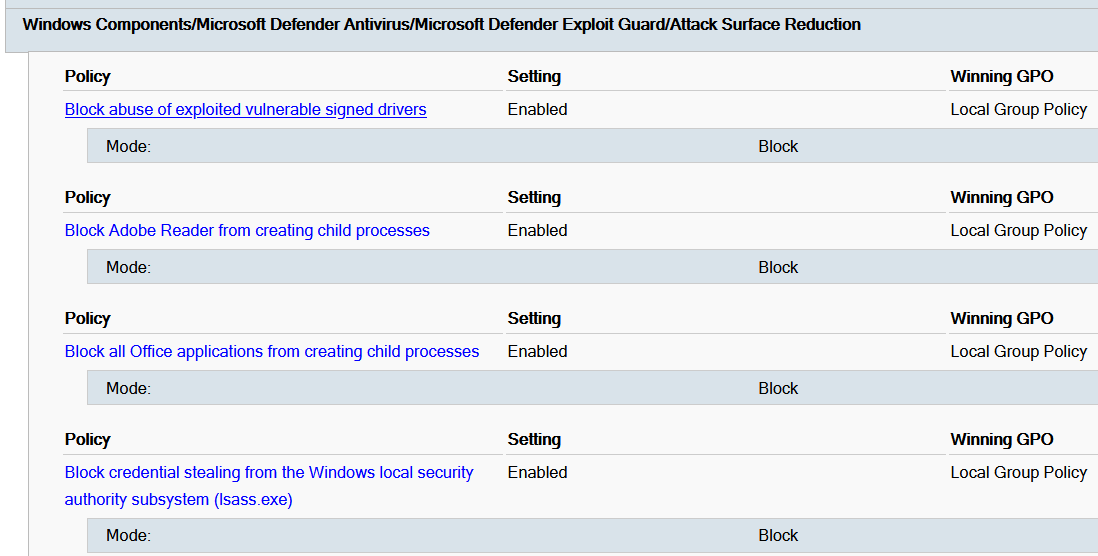 Windows Components/Microsoft Defender Antivirus/Microsoft Defender Exploit Guard/Attack Surface Reduction
Policy Setting Winning GPO
Block abuse of exploited vulnerable signed drivers Enabled Local Group Policy
Mode: Block
Policy Setting Winning GPO
Block Adobe Reader from creating child processes Enabled Local Group Policy
Mode: Block
Policy Setting Winning GPO
Block all Office applications from creating child processes Enabled Local Group Policy
Mode: Block
Policy Setting Winning GPO
Block credential stealing from the Windows local security Enabled Local Group Policy
authority subsystem (lsass.exe)
Mode: Block